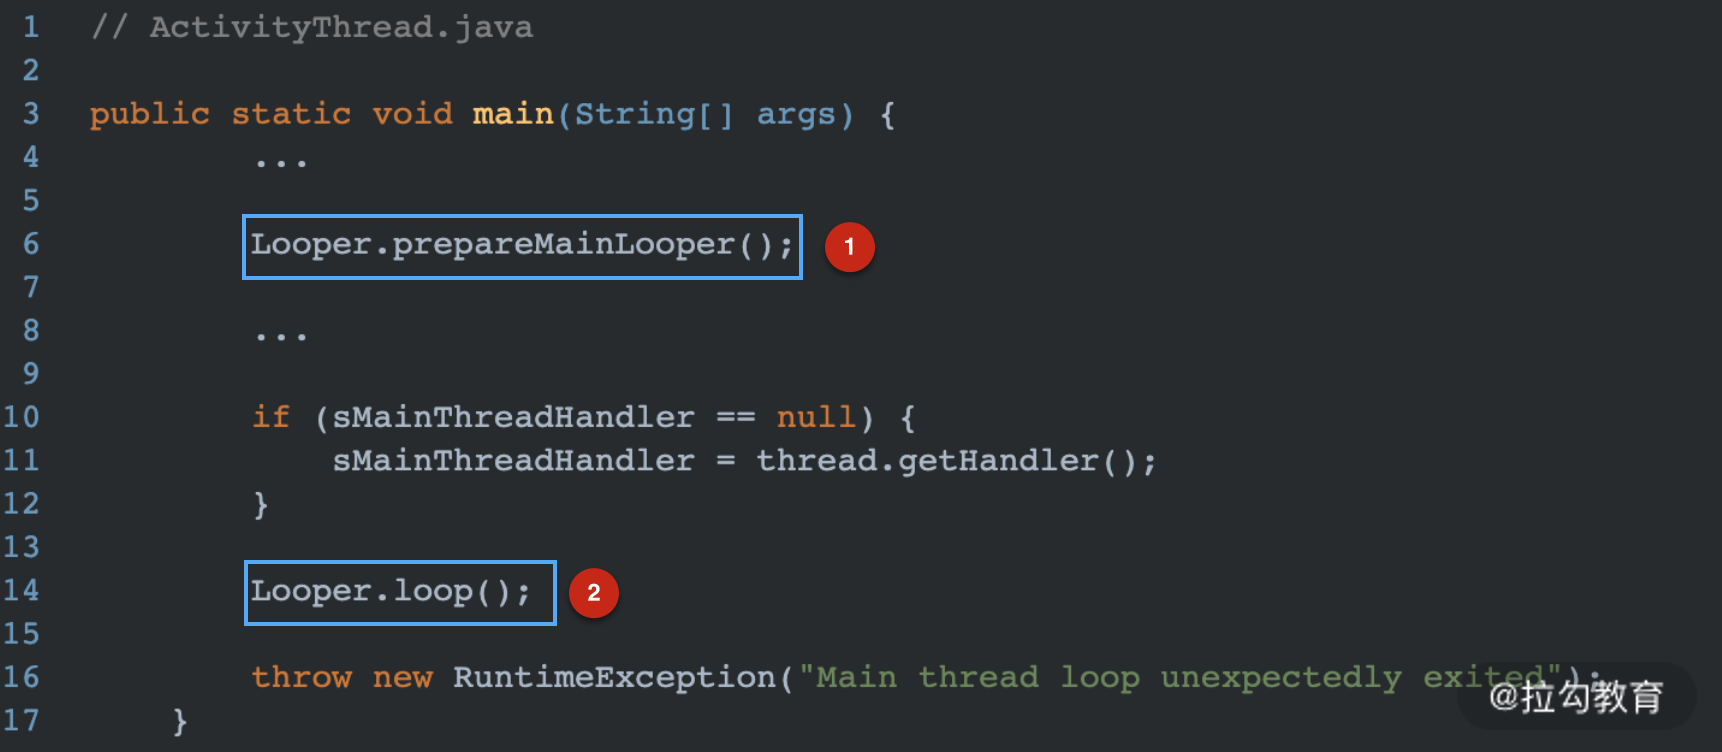 1 // ActivityThread.java
2
3 public static void main(String[] args) {
4 ...
5
6 Looper.prepareMainLooper(); 1
7
8 ...
9
10 if (sMainThreadHandler == null) {
11 sMainThreadHandler = thread.getHandler();
12 }
13
14 Looper.loop(); 2
15
16 throw new RuntimeException("Main thread loop unexpectedly exited");
17 }
@拉勾教育